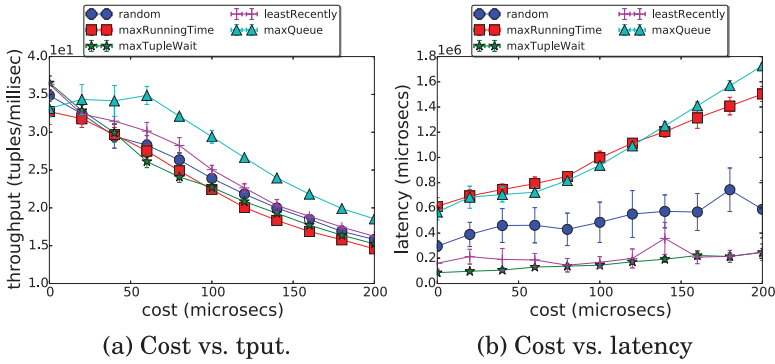 random leastRecently
maxRunningTime maxQueue
maxTupleWait
4.0 1e1
3.5
3.0
2.5
2.0
1.5
1.0
throughput (tuples/millisec)
0 50 100 150 200
cost (microsecs)
(a) Cost vs. tput.
random leastRecently
maxRunningTime maxQueue
maxTupleWait
1.8 1e6
1.6
1.4
1.2
1.0
0.8
0.6
0.4
0.2
0.0
latency (microsecs)
0 50 100 150 200
cost (microsecs)
(b) Cost vs. latency